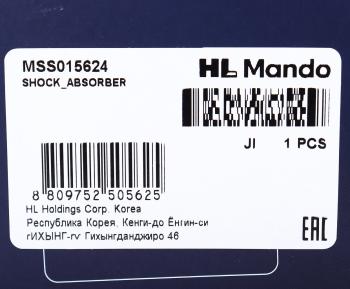 MSS015624
SHOCK_ABSORBER
HL Mando
JI 1 PCS
8 809752 505625
HL Holdings Corp. Korea
Республика Корея, Кенги-до Ёнгин-си
гИХЫНГ-гу Гихынгданджиро 46
EAC